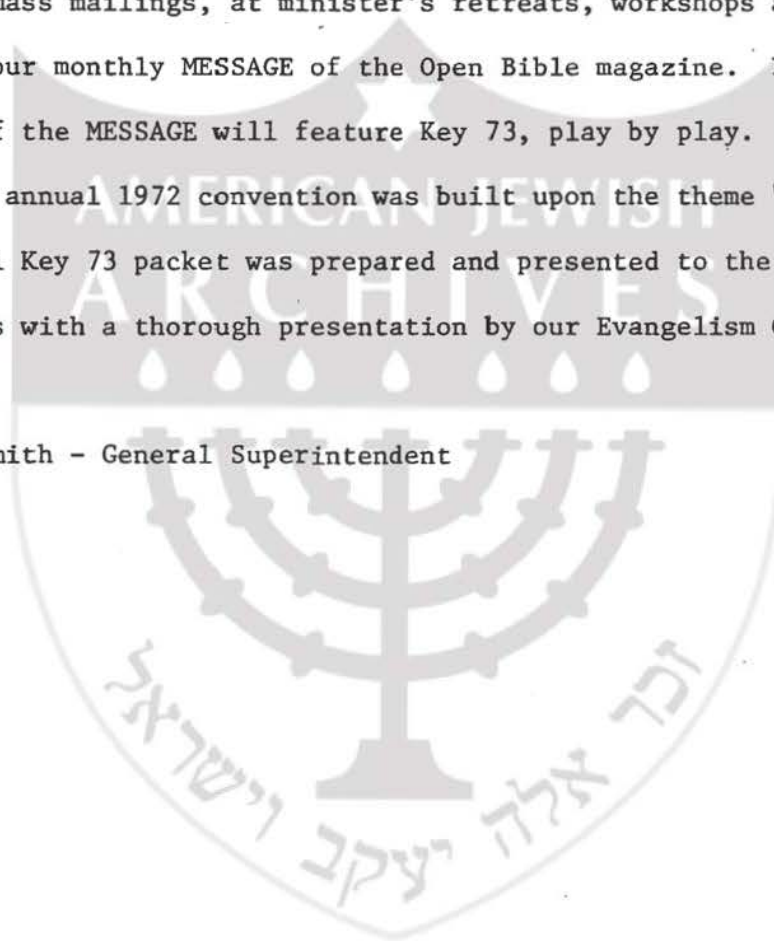 mass mailings, at minister's retreats, workshops
our monthly MESSAGE of the Open Bible magazine.
f the MESSAGE will feature Key 73, play by play.
annual 1972 convention was built upon the theme
Key 73 packet was prepared and presented to the
s with a thorough presentation by our Evangelism
mith - General Superintendent
AMERICAN JEWISH
ARCHIVES
זכר אלה יעקב וישראל